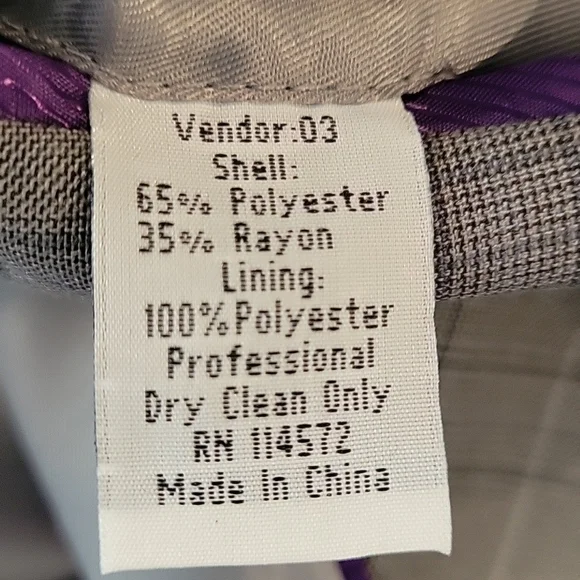 Vendor:03
Shell:
65% Polyester
35% Rayon
Lining:
100%Polyester
Professional
Dry Clean Only
RN 114572
Made In China